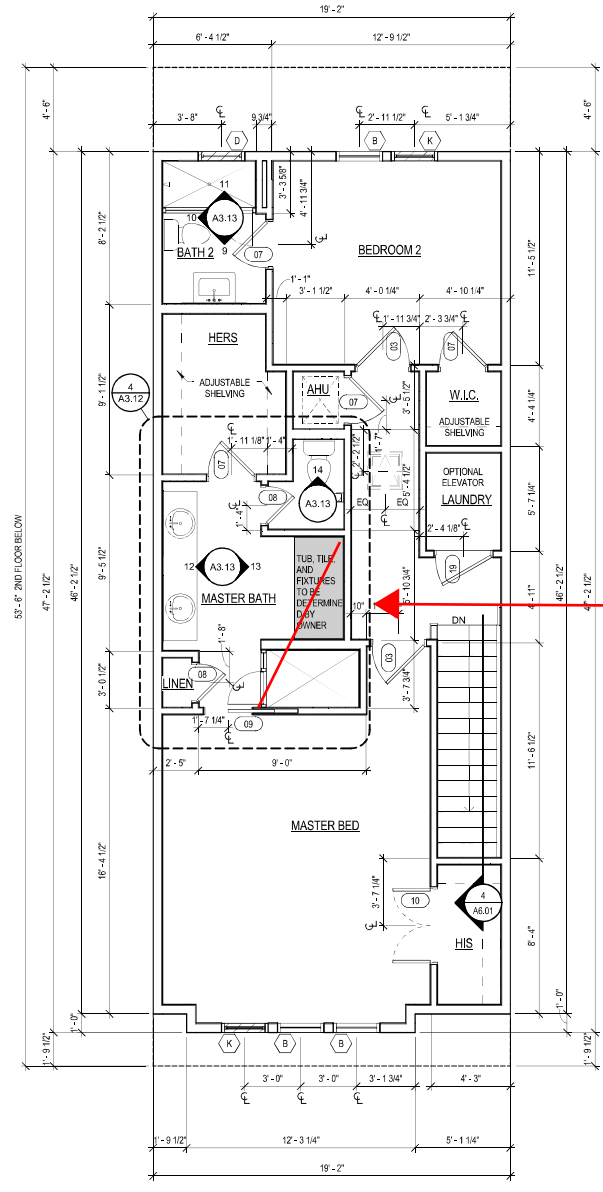 19' - 2"
6' - 4 1/2"
12' - 9 1/2"
4' - 6"
4' - 6"
3' - 8"
9 3/4"
2' - 11 1/2"
5' - 1 3/4"
D
B
K
11
10
A3.13
9
BATH 2
07
3' - 3 5/8"
4' - 11 3/4"
BEDROOM 2
8' - 2 1/2"
11' - 5 1/2"
1' - 1"
3' - 1 1/2"
4' - 0 1/4"
4' - 10 1/4"
1' - 11 3/4"
2' - 3 3/4"
HERS
03
07
ADJUSTABLE
SHELVING
AHU
07
W.I.C.
ADJUSTABLE
SHELVING
3' - 5 1/2"
4' - 4 1/4"
4
A3.12
9' - 1 1/2"
1' - 11 1/8"
1' - 4"
1' - 7"
2' - 2 1/2"
5' - 4 1/2"
07
14
A3.13
08
1' - 4"
EQ
EQ
OPTIONAL
ELEVATOR
LAUNDRY
5' - 7 1/4"
2' - 4 1/8"
19
53' - 6" 2ND FLOOR BELOW
47' - 2 1/2"
46' - 2 1/2"
9' - 5 1/2"
12
A3.13
13
MASTER BATH
TUB, TILE,
AND
FIXTURES
TO BE
DETERMINE
D BY
OWNER
10"
5' - 10 3/4"
4' - 11"
46' - 2 1/2"
47' - 2 1/2"
DN
1' - 8"
03
LINEN
08
3' - 0 1/2"
3' - 7 3/4"
1' - 7 1/4"
09
2' - 5"
9' - 0"
11' - 6 1/2"
MASTER BED
16' - 4 1/2"
3' - 7 1/4"
10
4
A6.01
HIS
8' - 4"
1' - 0"
1' - 0"
K
B
B
1' - 9 1/2"
1' - 9 1/2"
3' - 0"
3' - 0"
3' - 1 3/4"
4' - 3"
1' - 9 1/2"
12' - 3 1/4"
5' - 1 1/4"
19' - 2"